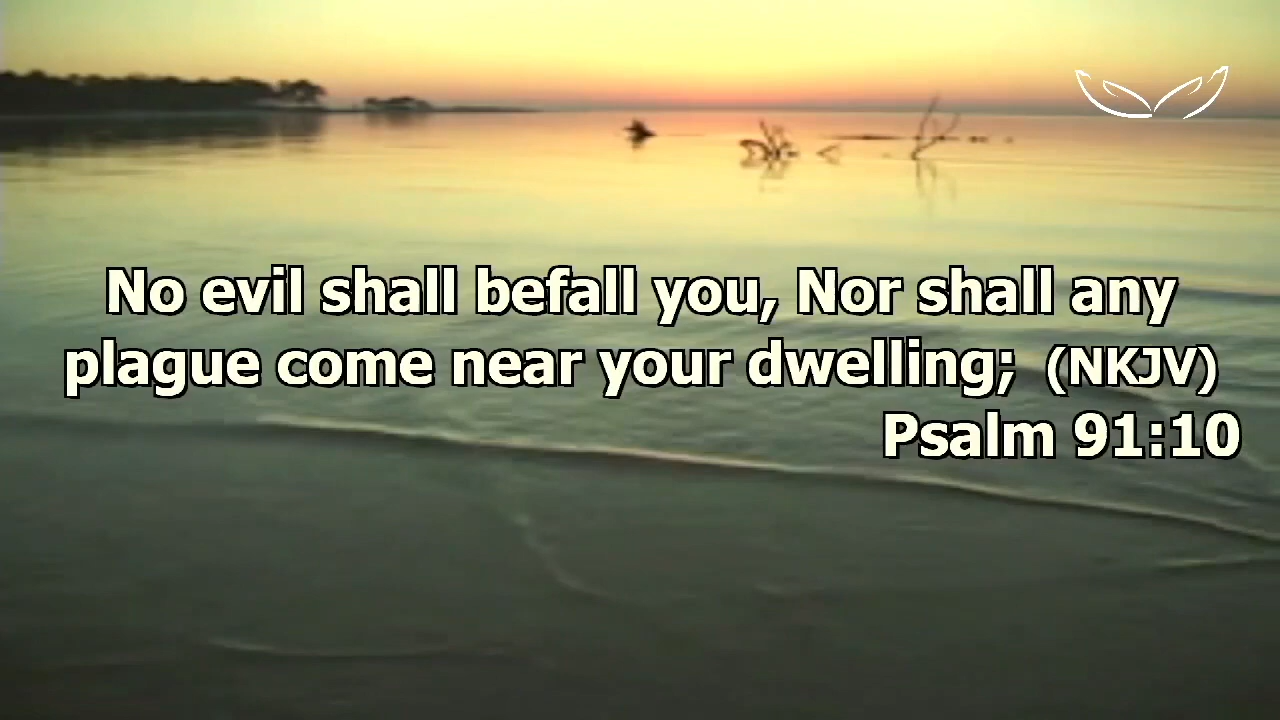 No evil shall befall you, Nor shall any
plague come near your dwelling; (NKJV)
Psalm 91:10